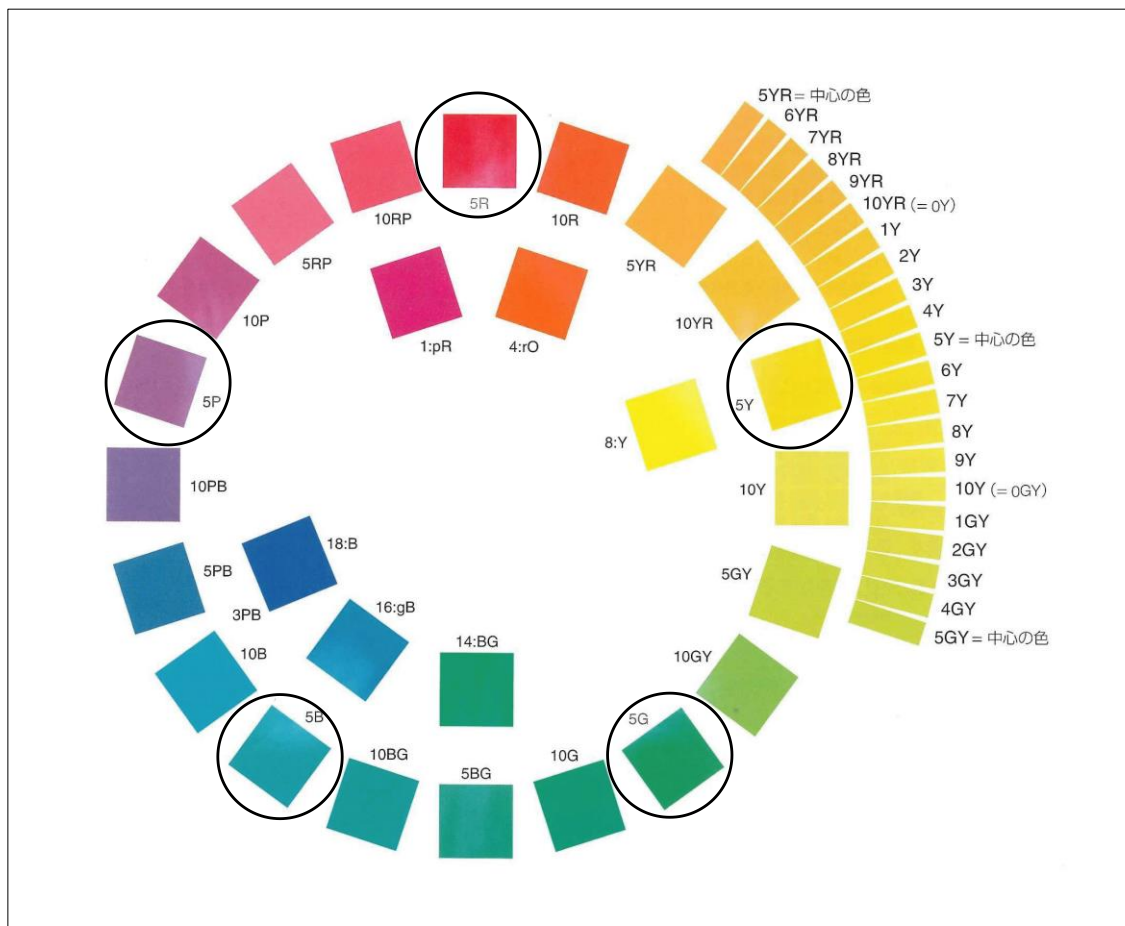 5YR = 中心の色
6YR
7YR
8YR
9YR
10YR (= 0Y)
1Y
2Y
3Y
4Y
5Y = 中心の色
6Y
7Y
8Y
9Y
10Y (= 0GY)
1GY
2GY
3GY
4GY
5GY = 中心の色
5R
10R
5YR
10YR
5Y
10Y
5GY
10GY
5G
10G
5BG
10BG
5B
10B
5PB
10PB
5P
10P
5RP
10RP
1:pR
4:rO
8:Y
14:BG
16:gB
18:B
3PB